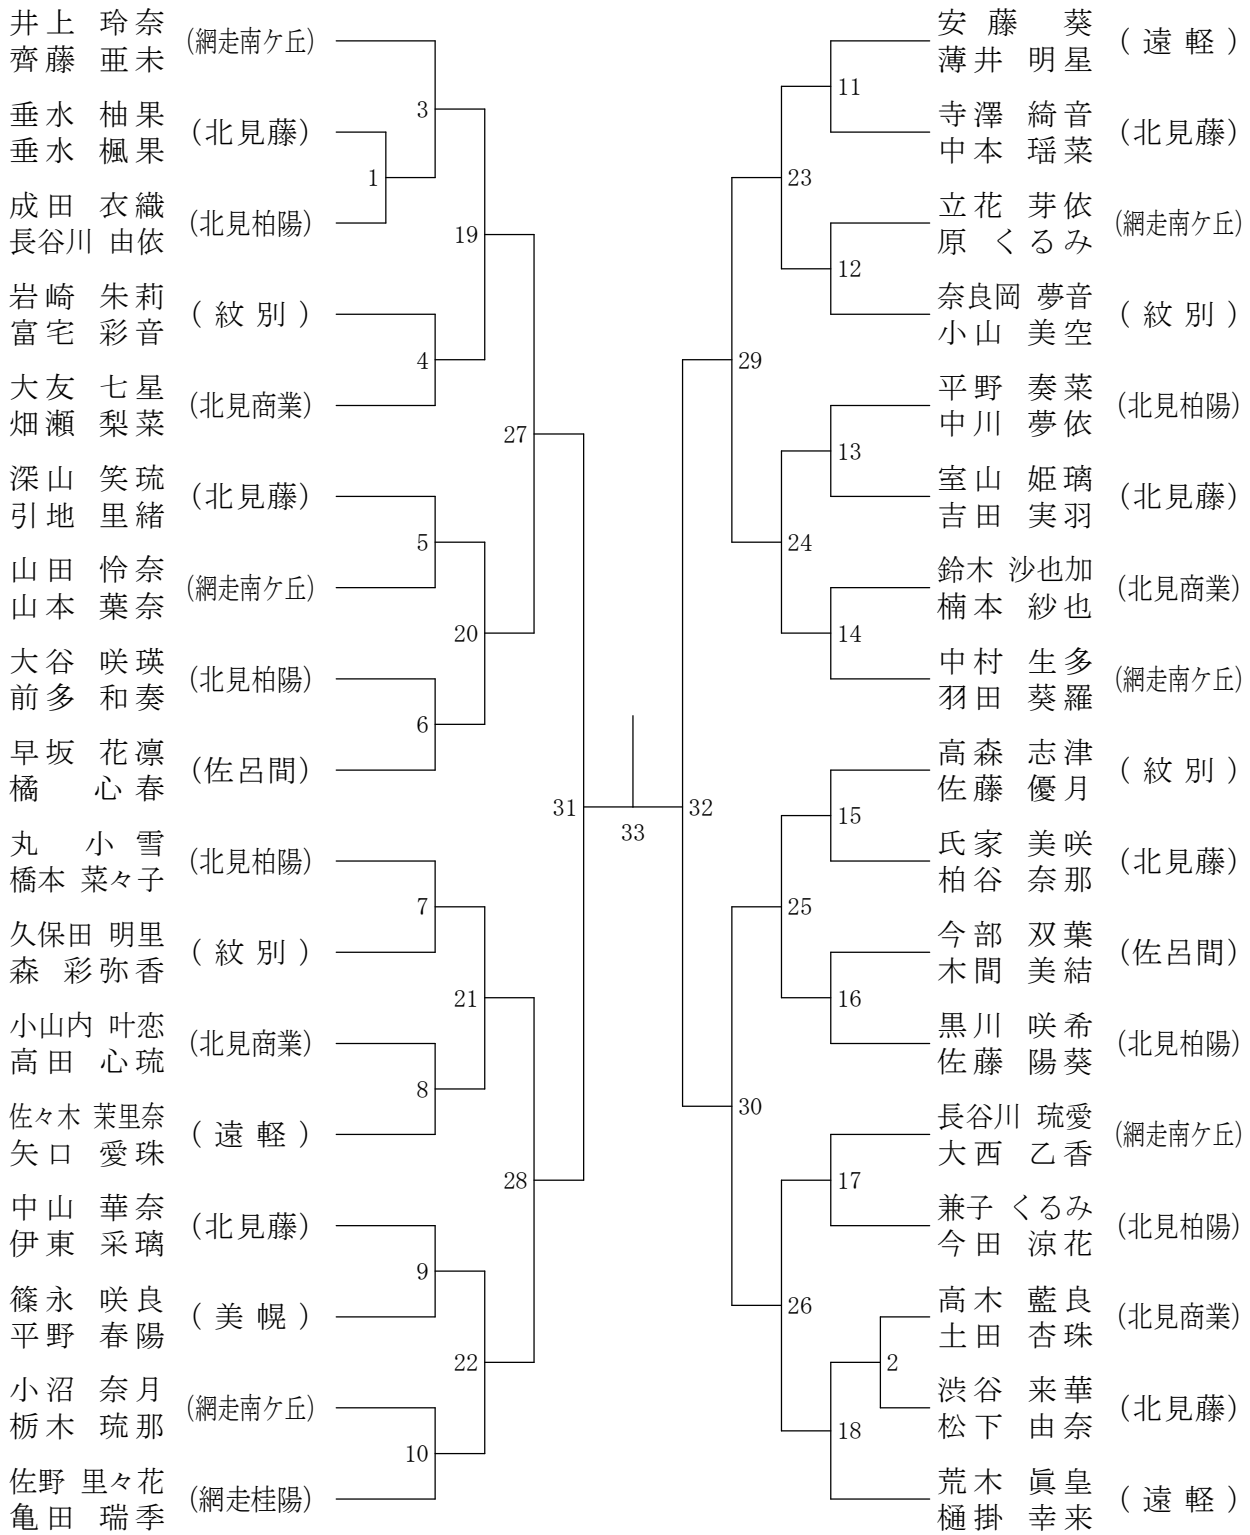 井上 玲奈
齊藤 亜未
(網走南ケ丘)
垂水 柚果
垂水 楓果
(北見藤)
成田 衣織
長谷川 由依
(北見柏陽)
岩崎 朱莉
富宅 彩音
(紋別)
大友 七星
畑瀬 梨菜
(北見商業)
深山 笑琉
引地 里緒
(北見藤)
山田 怜奈
山本 葉奈
(網走南ケ丘)
大谷 咲瑛
前多 和奏
(北見柏陽)
早坂 花凛
橘 心春
(佐呂間)
丸 小雪
橋本 菜々子
(北見柏陽)
久保田 明里
森 彩弥香
(紋別)
小山内 叶恋
高田 心琉
(北見商業)
佐々木 茉里奈
矢口 愛珠
(遠軽)
中山 華奈
伊東 采璃
(北見藤)
篠永 咲良
平野 春陽
(美幌)
小沼 奈月
栃木 琉那
(網走南ケ丘)
佐野 里々花
亀田 瑞季
(網走桂陽)
1
3
4
5
6
7
8
9
10
19
20
21
22
27
28
31
33
32
29
30
23
24
25
26
11
12
13
14
15
16
17
2
18
安藤 葵
薄井 明星
(遠軽)
寺澤 綺音
中本 瑶菜
(北見藤)
立花 芽依
原 くるみ
(網走南ケ丘)
奈良岡 夢音
小山 美空
(紋別)
平野 奏菜
中川 夢依
(北見柏陽)
室山 姫璃
吉田 実羽
(北見藤)
鈴木 沙也加
楠本 紗也
(北見商業)
中村 生多
羽田 葵羅
(網走南ケ丘)
高森 志津
佐藤 優月
(紋別)
氏家 美咲
柏谷 奈那
(北見藤)
今部 双葉
木間 美結
(佐呂間)
黒川 咲希
佐藤 陽葵
(北見柏陽)
長谷川 琉愛
大西 乙香
(網走南ケ丘)
兼子 くるみ
今田 涼花
(北見柏陽)
高木 藍良
土田 杏珠
(北見商業)
渋谷 来華
松下 由奈
(北見藤)
荒木 眞皇
樋掛 幸来
(遠軽)